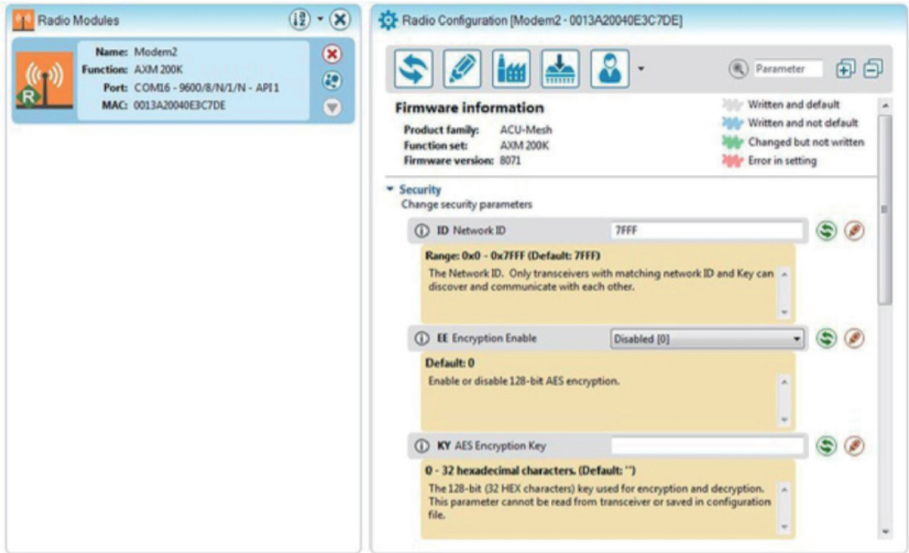 Radio Modules
Name: Modem2
Function: AXM 200K
Port: COM16 - 9600/8/N/1/N - API 1
MAC: 0013A20040E3C7DE
R
Radio Configuration [Modem2 - 0013A20040E3C7DE]
Parameter
Firmware information
Product family: ACU-Mesh
Function set: AXM 200K
Firmware version: 8071
Written and default
Written and not default
Changed but not written
Error in setting
Security
Change security parameters
ID Network ID 7FFF
Range: 0x0 - 0x7FFF (Default: 7FFF)
The Network ID. Only transceivers with matching network ID and Key can
discover and communicate with each other.
EE Encryption Enable Disabled [0]
Default: 0
Enable or disable 128-bit AES encryption.
KY AES Encryption Key
0 - 32 hexadecimal characters. (Default: '')
The 128-bit (32 HEX characters) key used for encryption and decryption.
This parameter cannot be read from transceiver or saved in configuration
file.